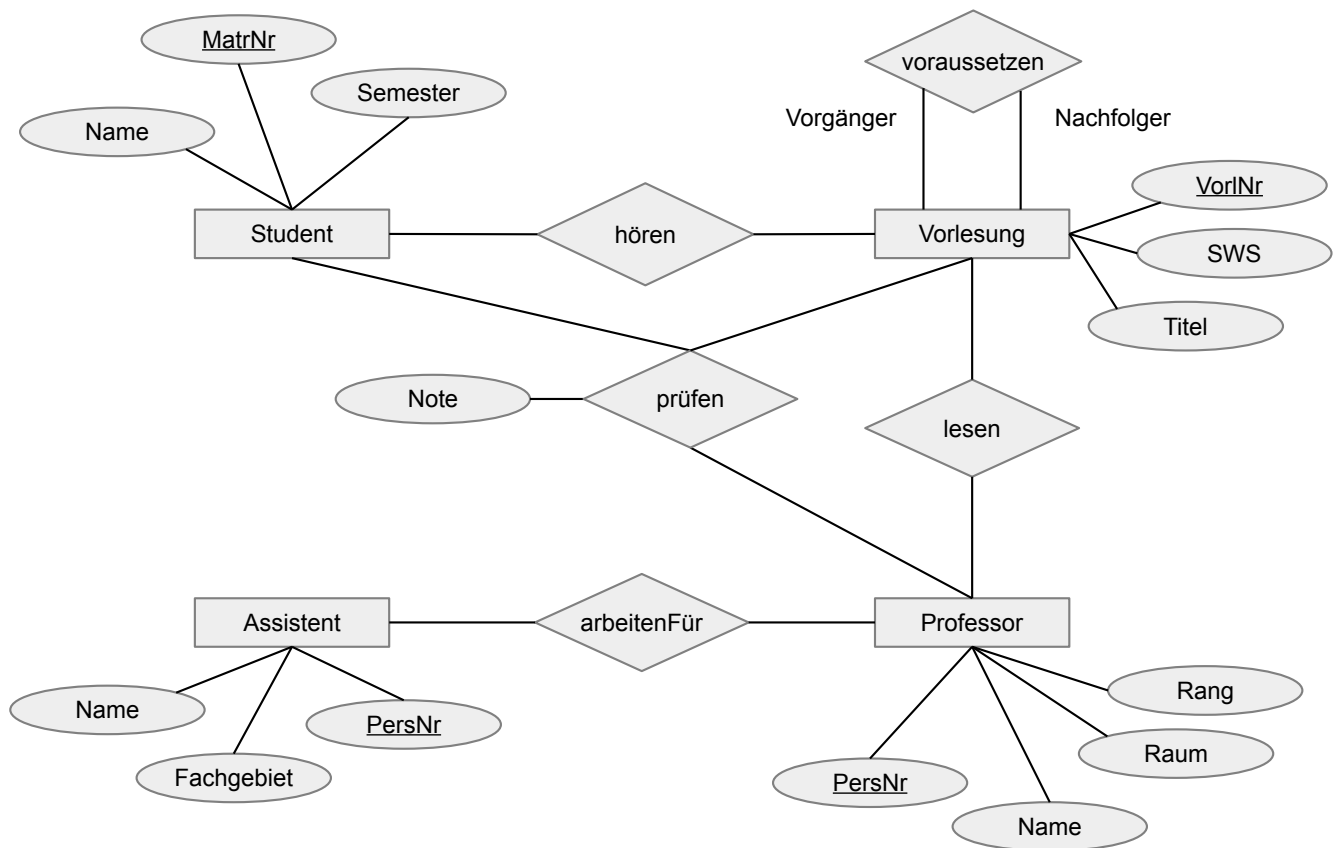 MatrNr
voraussetzen
Semester
Name
Vorgänger
Nachfolger
VorlNr
Student
hören
Vorlesung
SWS
Titel
Note
prüfen
lesen
Assistent
arbeitenFür
Professor
Name
PersNr
Rang
Fachgebiet
Raum
PersNr
Name